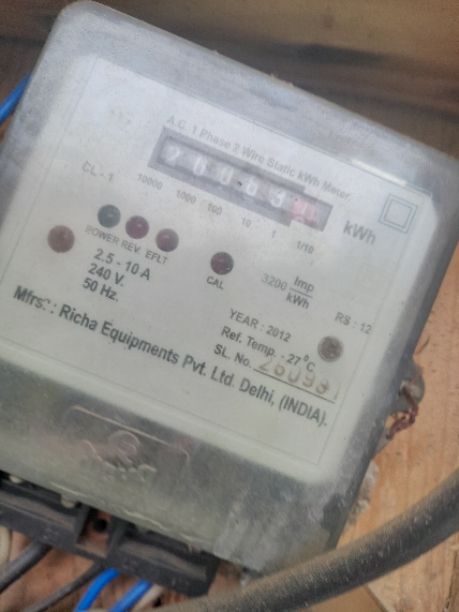 A.C. 1 Phase 2 Wire Static kWh Meter
kWh
CL - 1 10000 1000 100 10 1 1/10
POWER REV EFLT
CAL
3200 Imp
kWh
2.5 - 10 A
240 V.
50 Hz.
RS : 12
YEAR : 2012
Ref. Temp. - 27°C
SL. No.
Mfrs. : Richa Equipments Pvt. Ltd. Delhi, (INDIA).